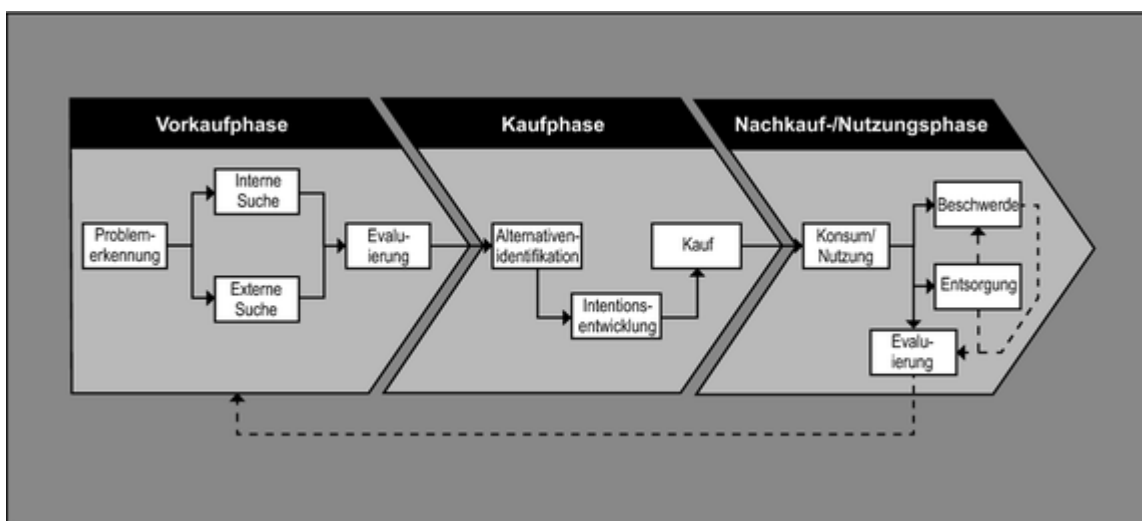 Vorkaufphase
Kaufphase
Nachkauf-/Nutzungsphase
Problem-
erkennung
Interne
Suche
Externe
Suche
Evalu-
ierung
Alternativen-
identifikation
Intentions-
entwicklung
Kauf
Konsum/
Nutzung
Beschwerde
Entsorgung
Evalu-
ierung